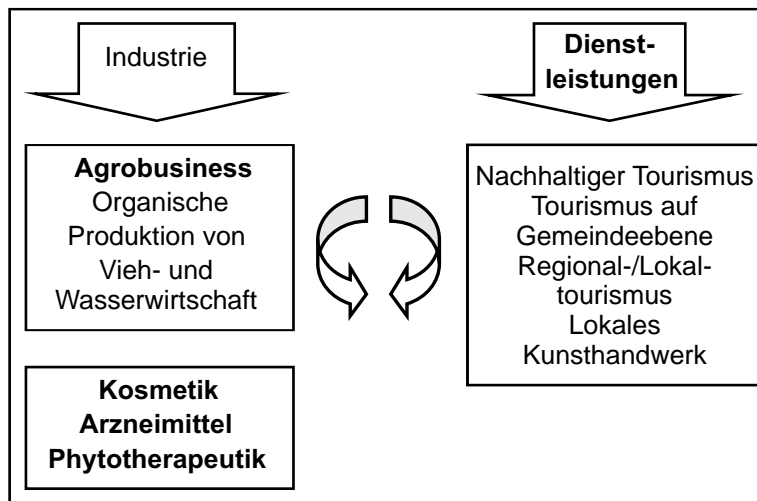 Industrie
Agrobusiness
Organische
Produktion von
Vieh- und
Wasserwirtschaft
Kosmetik
Arzneimittel
Phytotherapeutik
Dienst-
leistungen
Nachhaltiger Tourismus
Tourismus auf
Gemeindeebene
Regional-/Lokal-
tourismus
Lokales
Kunsthandwerk